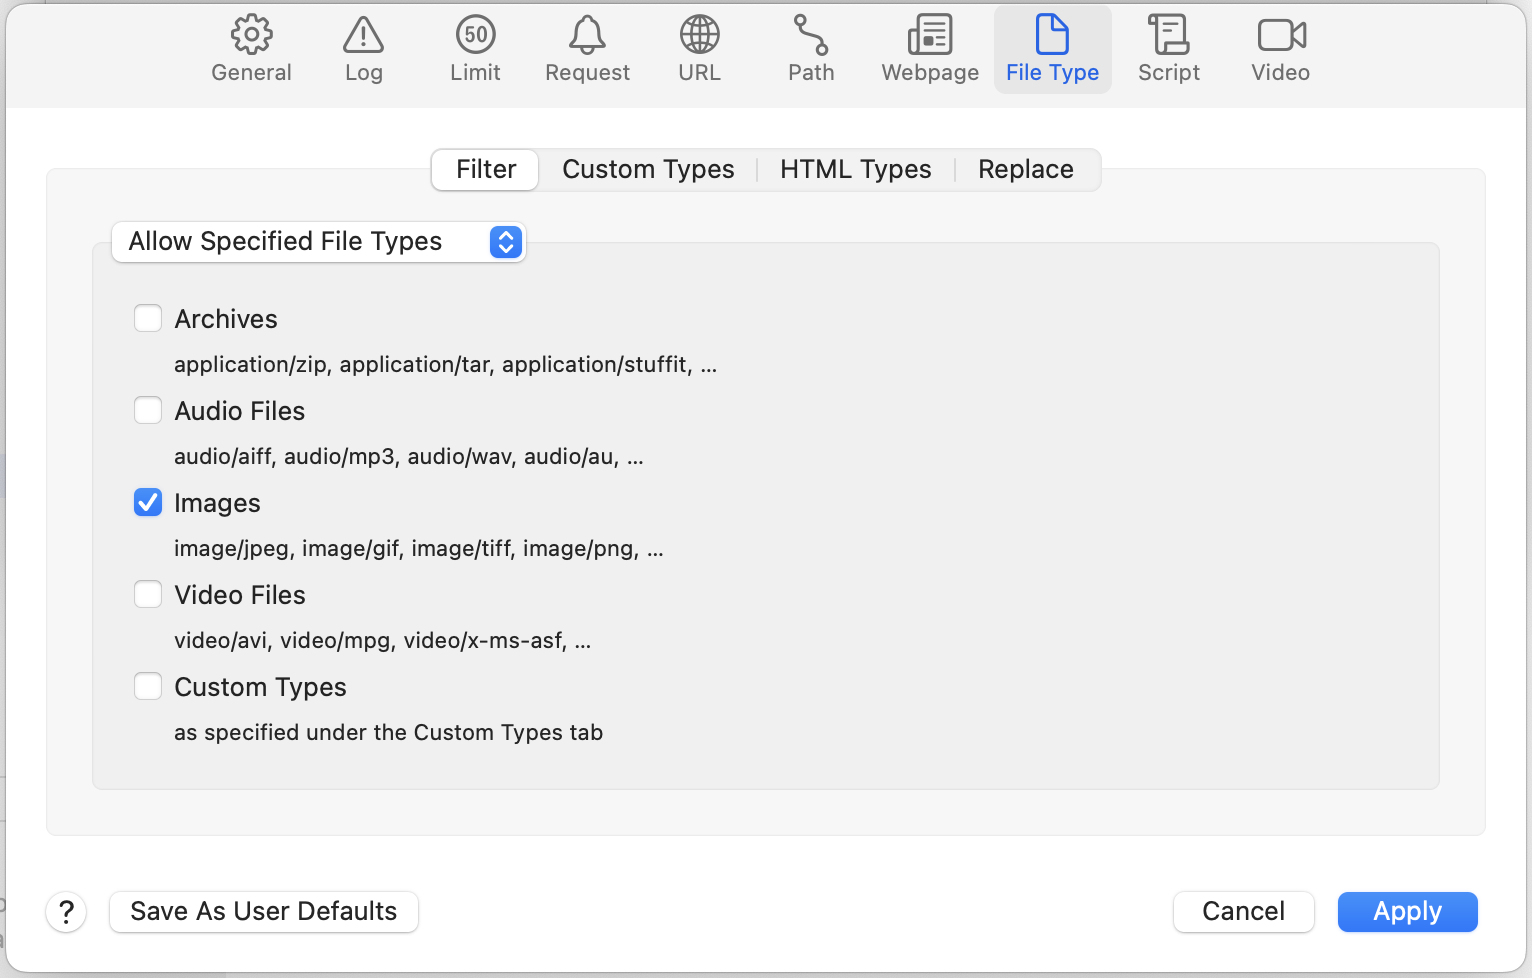 50
General Log Limit Request URL Path Webpage File Type Script Video
Filter Custom Types HTML Types Replace
Allow Specified File Types
Archives
application/zip, application/tar, application/stuffit, ...
Audio Files
audio/aiff, audio/mp3, audio/wav, audio/au, ...
Images
image/jpeg, image/gif, image/tiff, image/png, ...
Video Files
video/avi, video/mpg, video/x-ms-asf, ...
Custom Types
as specified under the Custom Types tab
? Save As User Defaults Cancel Apply